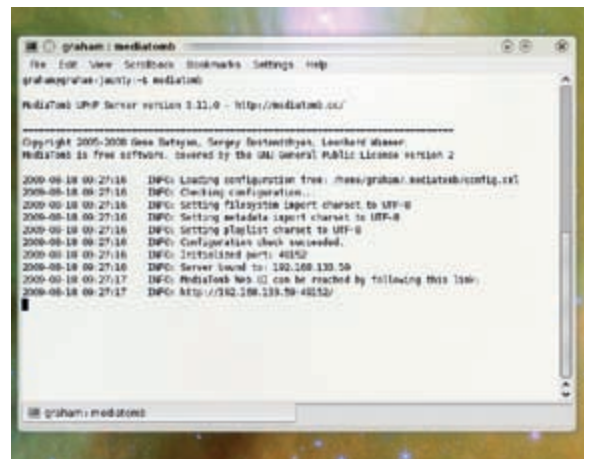 graham : mediatomb
File Edit View Scrollback Bookmarks Settings Help
graham@graham-jaunty:~$ mediatomb
MediaTomb UPnP Server version 0.11.0 - http://mediatomb.cc/
Copyright 2005-2008 Gena Batsyan, Sergey Bostandzhyan, Leonhard Wimmer.
MediaTomb is free software, covered by the GNU General Public License version 2
2009-08-18 09:27:16 INFO: Loading configuration from: /home/graham/.mediatomb/config.xml
2009-08-18 09:27:16 INFO: Checking configuration...
2009-08-18 09:27:16 INFO: Setting filesystem import charset to UTF-8
2009-08-18 09:27:16 INFO: Setting metadata import charset to UTF-8
2009-08-18 09:27:16 INFO: Setting playlist charset to UTF-8
2009-08-18 09:27:16 INFO: Configuration check succeeded.
2009-08-18 09:27:16 INFO: Initialized port: 49152
2009-08-18 09:27:16 INFO: Server bound to: 192.168.133.59
2009-08-18 09:27:17 INFO: MediaTomb Web UI can be reached by following this link:
2009-08-18 09:27:17 INFO: http://192.168.133.59:49152/
graham : mediatomb